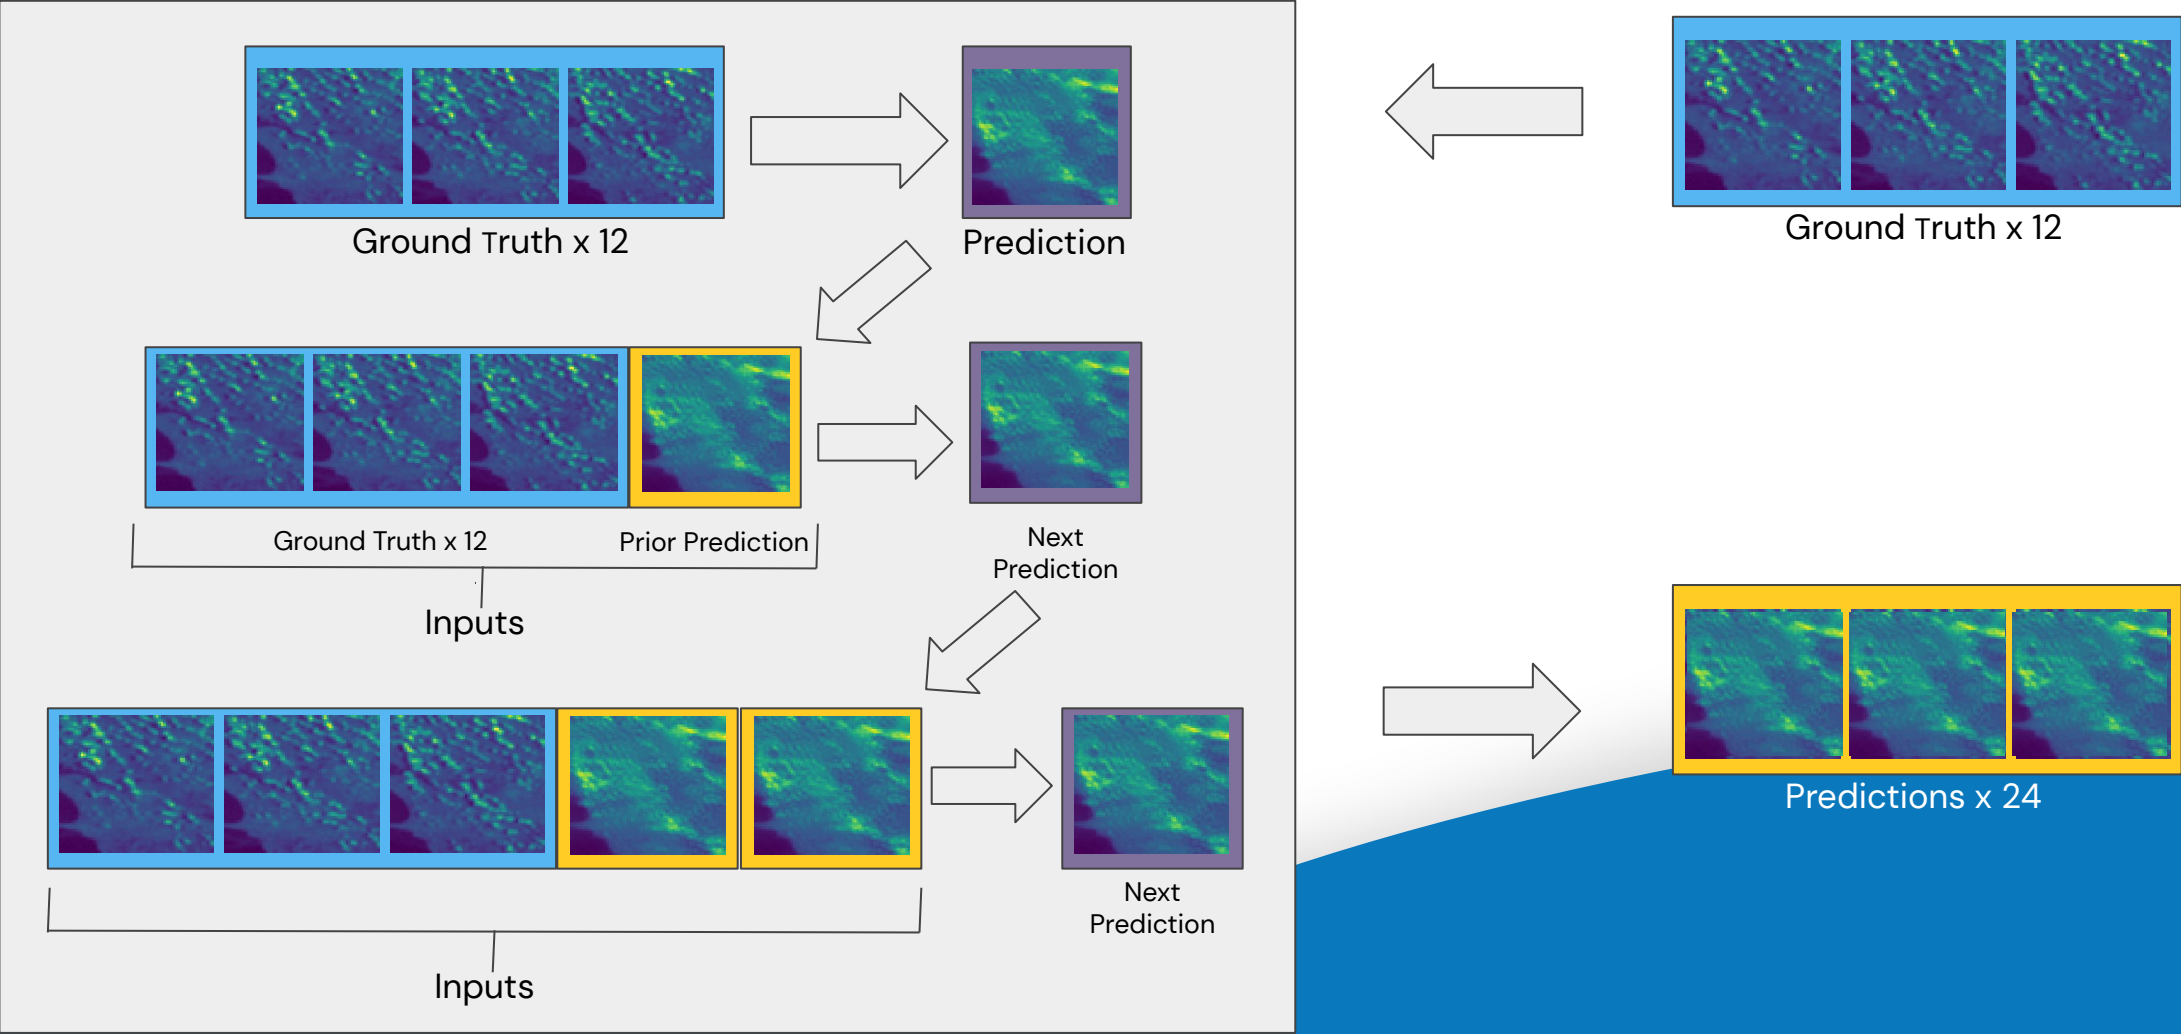 Ground Truth x 12
Prediction
Ground Truth x 12
Ground Truth x 12
Prior Prediction
Next
Prediction
Inputs
Predictions x 24
Next
Prediction
Inputs